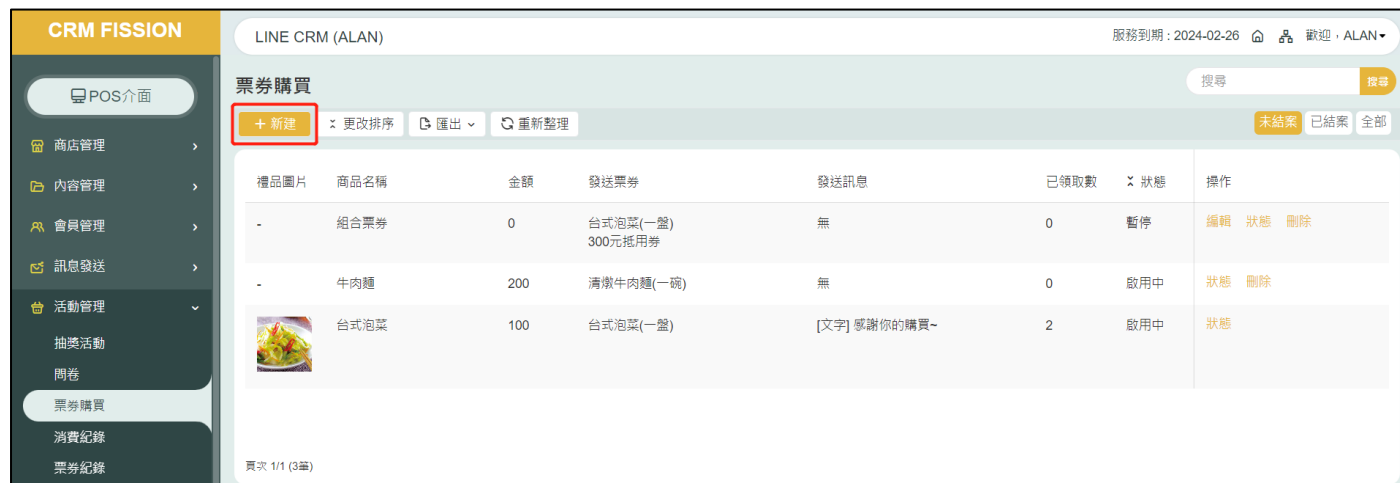 CRM FISSION
LINE CRM (ALAN)
服務到期 : 2024-02-26 歡迎，ALAN
POS介面
商店管理
內容管理
會員管理
訊息發送
活動管理
抽獎活動
問卷
票券購買
消費紀錄
票券紀錄
票券購買
搜尋 搜尋
+ 新建 更改排序 匯出 重新整理
未結案 已結案 全部
禮品圖片 商品名稱 金額 發送票券 發送訊息 已領取數 狀態 操作
- 組合票券 0 台式泡菜(一盤) 無 0 暫停 編輯 狀態 刪除
300元抵用券
- 牛肉麵 200 清燉牛肉麵(一碗) 無 0 啟用中 狀態 刪除
台式泡菜 100 台式泡菜(一盤) [文字] 感謝你的購買~ 2 啟用中 狀態
頁次 1/1 (3筆)